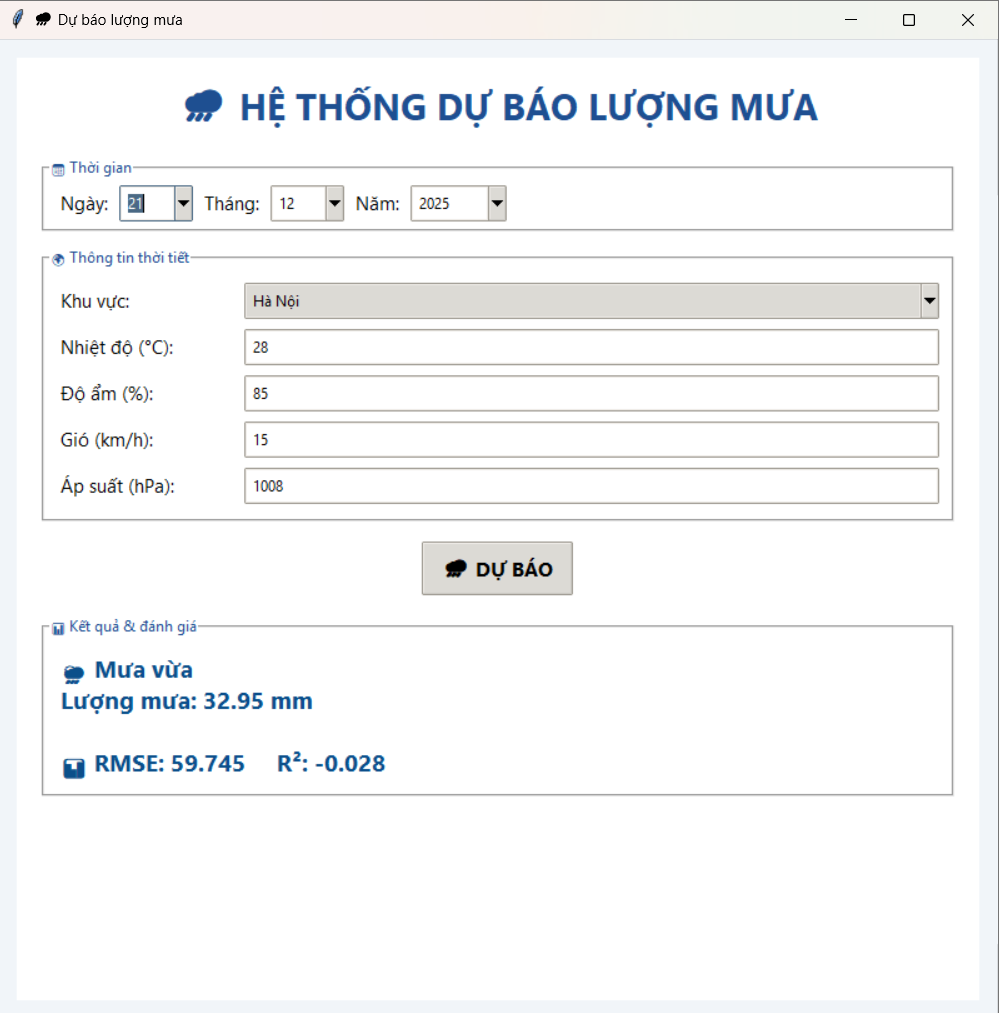 Dự báo lượng mưa
HỆ THỐNG DỰ BÁO LƯỢNG MƯA
Thời gian
Ngày: 21 Tháng: 12 Năm: 2025
Thông tin thời tiết
Khu vực: Hà Nội
Nhiệt độ (°C): 28
Độ ẩm (%): 85
Gió (km/h): 15
Áp suất (hPa): 1008
DỰ BÁO
Kết quả & đánh giá
Mưa vừa
Lượng mưa: 32.95 mm
RMSE: 59.745 R²: -0.028